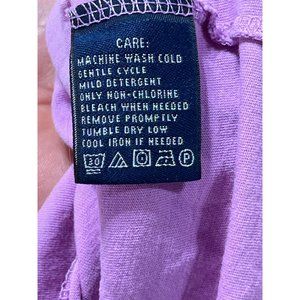 CARE:
MACHINE WASH COLD
GENTLE CYCLE
MILD DETERGENT
ONLY NON-CHLORINE
BLEACH WHEN NEEDED
REMOVE PROMPTLY
TUMBLE DRY LOW
COOL IRON IF NEEDED
30 P